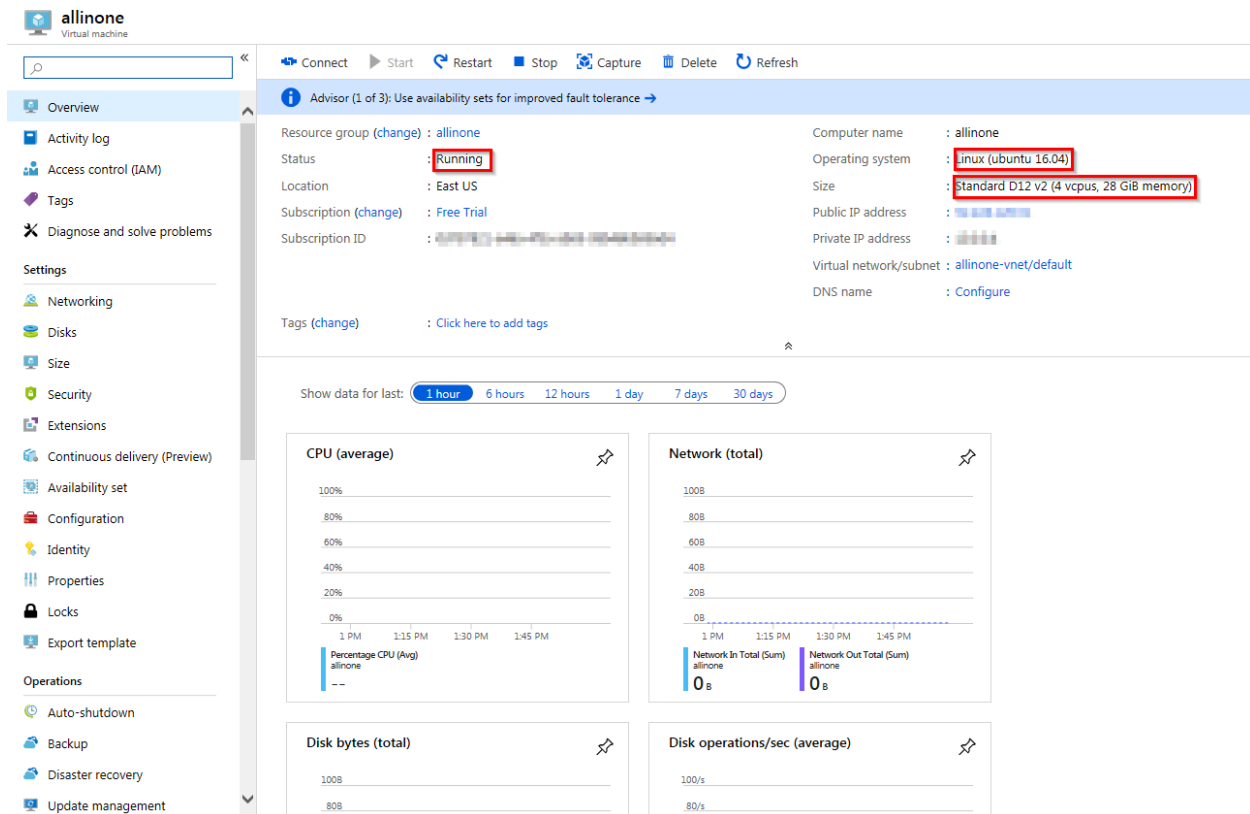 allinone
Virtual machine
«
Connect Start Restart Stop Capture Delete Refresh
Advisor (1 of 3): Use availability sets for improved fault tolerance →
Overview
Activity log
Access control (IAM)
Tags
Diagnose and solve problems
Settings
Networking
Disks
Size
Security
Extensions
Continuous delivery (Preview)
Availability set
Configuration
Identity
Properties
Locks
Export template
Operations
Auto-shutdown
Backup
Disaster recovery
Update management
Resource group (change) : allinone
Status : Running
Location : East US
Subscription (change) : Free Trial
Subscription ID :
Computer name : allinone
Operating system : Linux (ubuntu 16.04)
Size : Standard D12 v2 (4 vcpus, 28 GiB memory)
Public IP address :
Private IP address :
Virtual network/subnet : allinone-vnet/default
DNS name : Configure
Tags (change) : Click here to add tags
Show data for last: 1 hour 6 hours 12 hours 1 day 7 days 30 days
CPU (average)
100%
80%
60%
40%
20%
0%
1 PM 1:15 PM 1:30 PM 1:45 PM
Percentage CPU (Avg)
allinone
--
Network (total)
100B
80B
60B
40B
20B
0B
1 PM 1:15 PM 1:30 PM 1:45 PM
Network In Total (Sum)
allinone
0 B
Network Out Total (Sum)
allinone
0 B
Disk bytes (total)
100B
80B
Disk operations/sec (average)
100/s
80/s